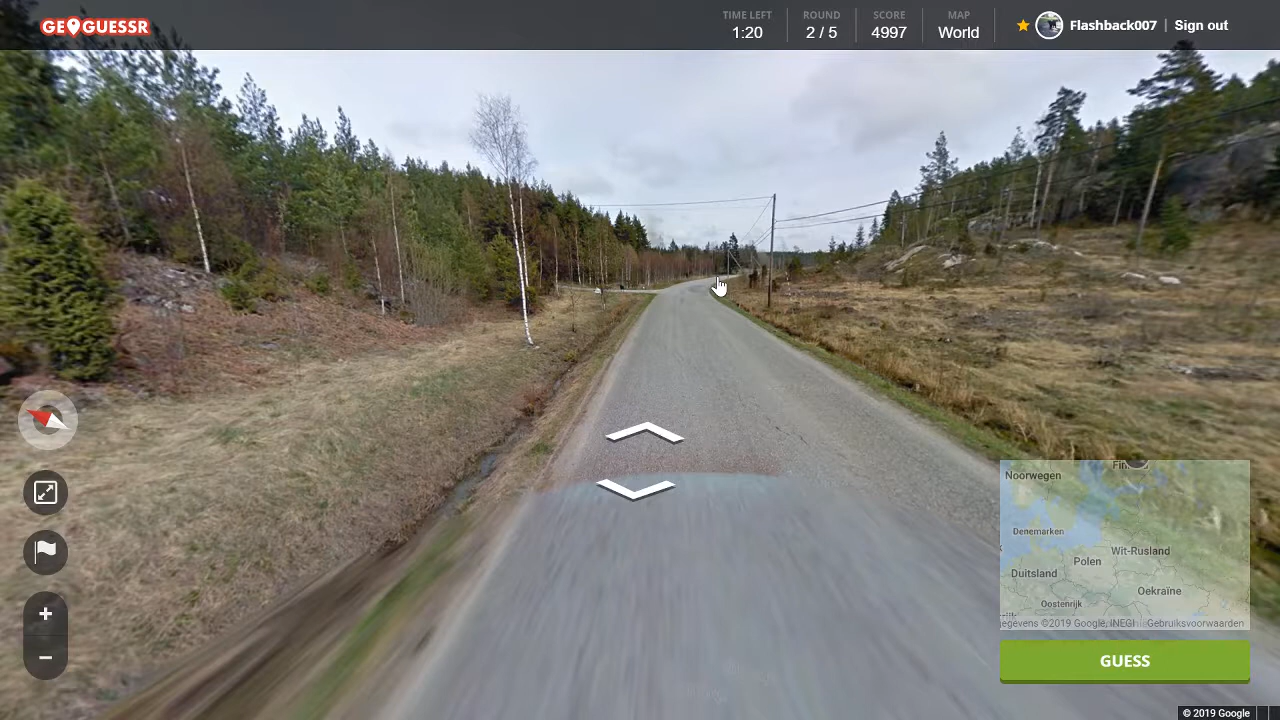 GEOGUESSR
TIME LEFT
1:20
ROUND
2 / 5
SCORE
4997
MAP
World
Flashback007 | Sign out
Noorwegen
Denemarken
Wit-Rusland
Polen
Duitsland
Oekraïne
Oostenrijk
©2019 Google, INEGI
Gebruiksvoorwaarden
GUESS
© 2019 Google